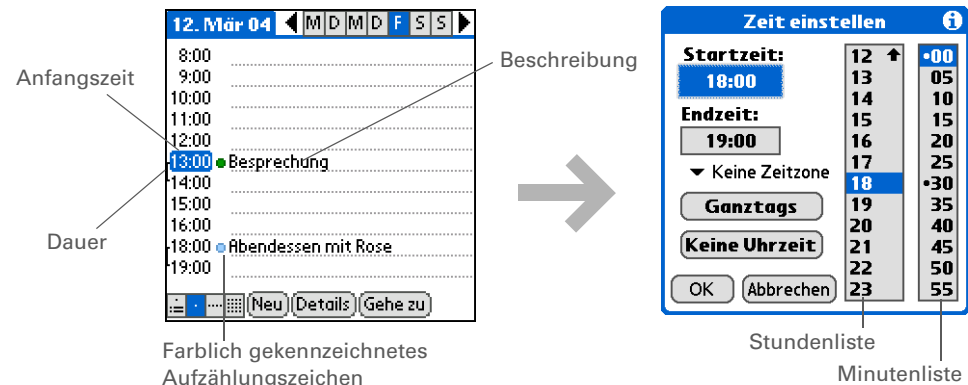 12. Mär 04 M D M D F S S
8:00
9:00
10:00
11:00
12:00
13:00 Besprechung
14:00
15:00
16:00
18:00 Abendessen mit Rose
19:00
Neu Details Gehe zu
Anfangszeit
Dauer
Beschreibung
Farblich gekennzeichnetes
Aufzählungszeichen
Zeit einstellen i
Startzeit:
18:00
Endzeit:
19:00
Keine Zeitzone
Ganztags
Keine Uhrzeit
OK Abbrechen
12
13
14
15
16
17
18
19
20
21
22
23
•00
05
10
15
20
25
•30
35
40
45
50
55
Stundenliste
Minutenliste